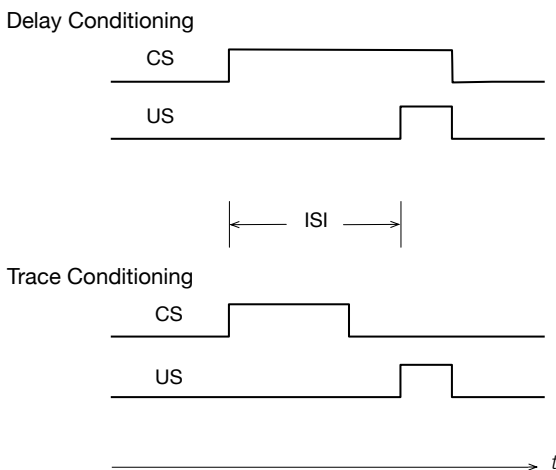 Delay Conditioning
CS
US
ISI
Trace Conditioning
CS
US
t